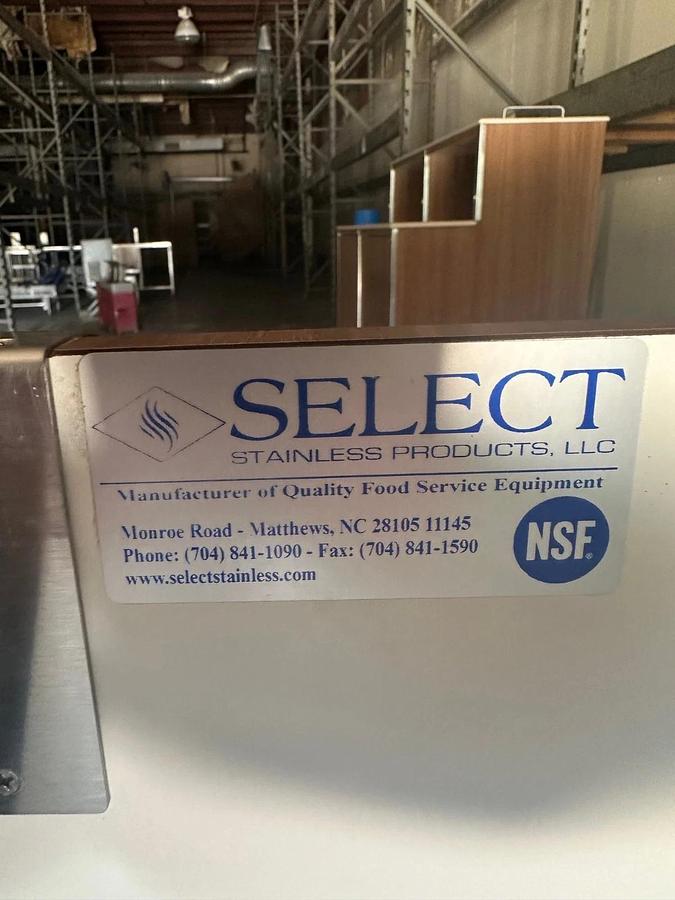 SELECT
STAINLESS PRODUCTS, LLC
Manufacturer of Quality Food Service Equipment
Monroe Road - Matthews, NC 28105 11145
Phone: (704) 841-1090 - Fax: (704) 841-1590
www.selectstainless.com
NSF®